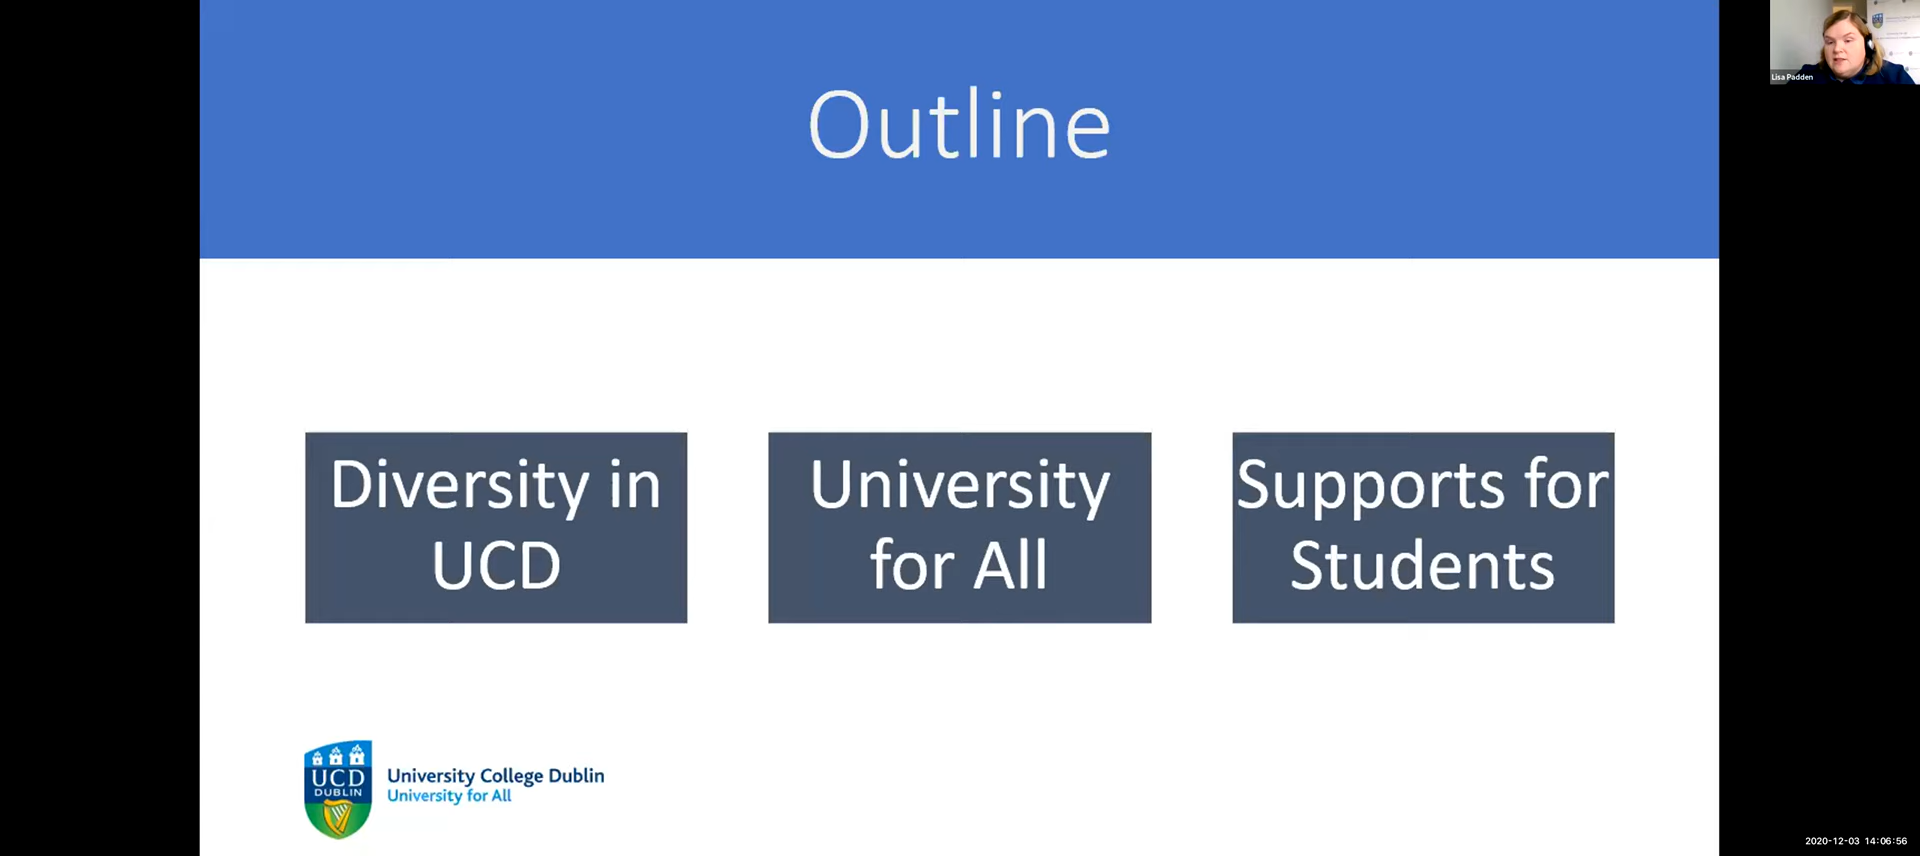 Outline
Lisa Padden
Diversity in
UCD
University
for All
Supports for
Students
UCD
DUBLIN
University College Dublin
University for All
2020-12-03 14:06:56